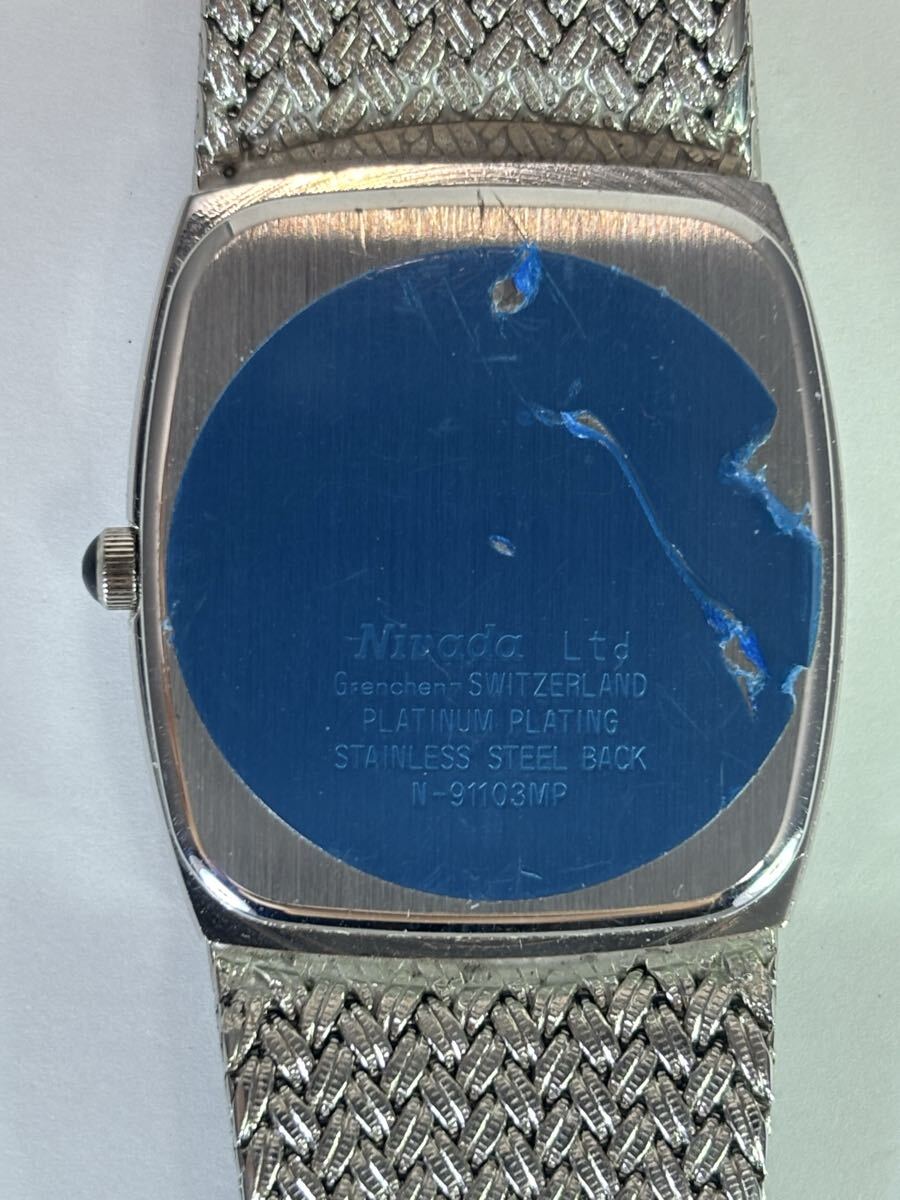 Nivada Ltd
Grenchen-SWITZERLAND
PLATINUM PLATING
STAINLESS STEEL BACK
N-91103MP